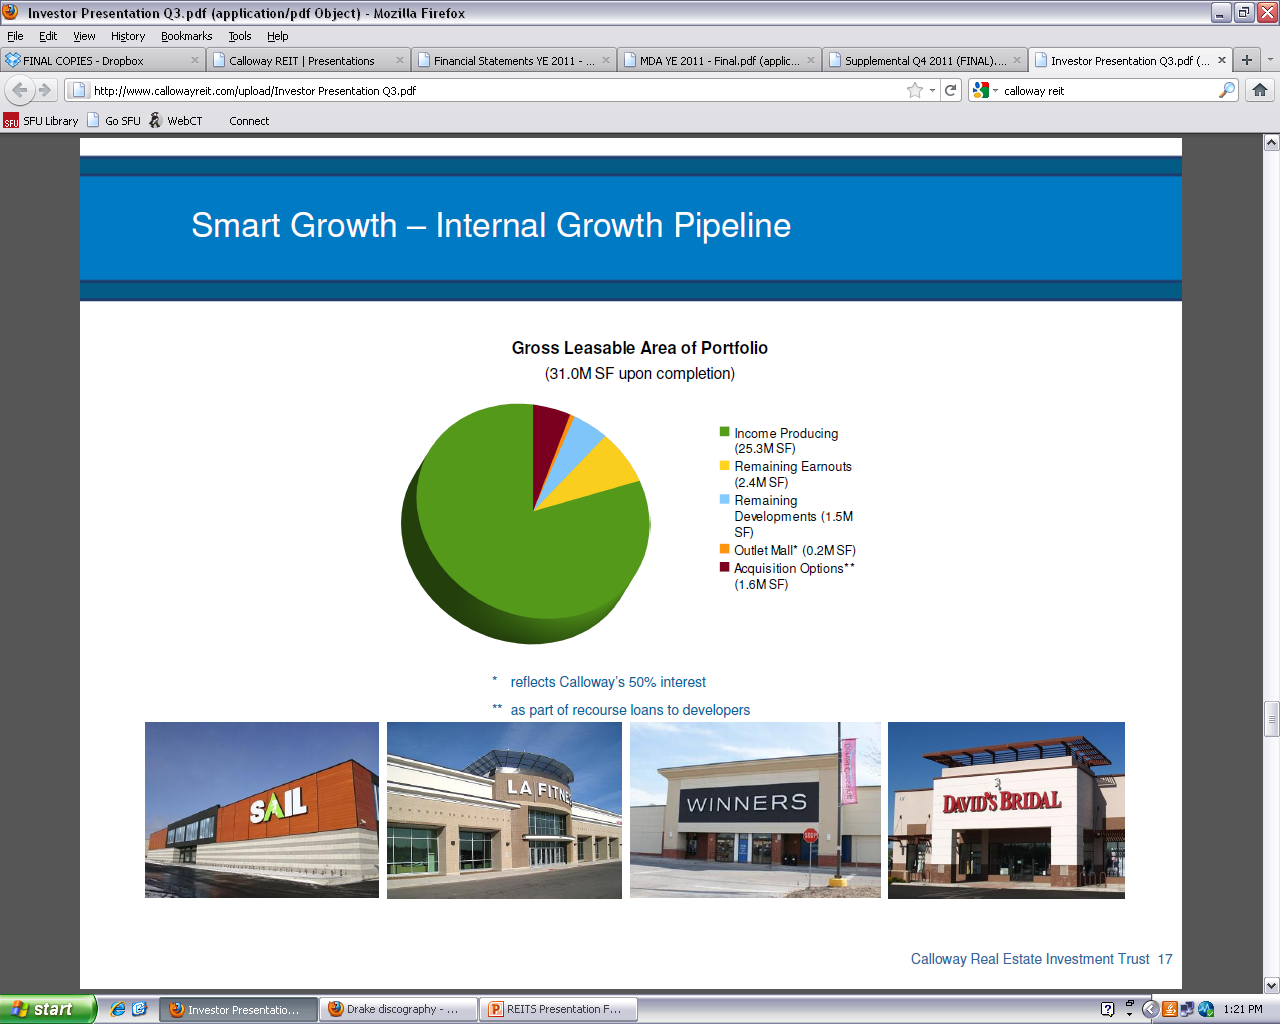 Investor Presentation Q3.pdf (application/pdf Object) - Mozilla Firefox
File Edit View History Bookmarks Tools Help
FINAL COPIES - Dropbox
Calloway REIT | Presentations
Financial Statements YE 2011 - ...
MDA YE 2011 - Final.pdf (applic...
Supplemental Q4 2011 (FINAL)....
Investor Presentation Q3.pdf (...
http://www.callowayreit.com/upload/Investor Presentation Q3.pdf
calloway reit
SFU
SFU Library
Go SFU
WebCT
Connect
Smart Growth – Internal Growth Pipeline
Gross Leasable Area of Portfolio
(31.0M SF upon completion)
Income Producing
(25.3M SF)
Remaining Earnouts
(2.4M SF)
Remaining
Developments (1.5M
SF)
Outlet Mall* (0.2M SF)
Acquisition Options**
(1.6M SF)
* reflects Calloway's 50% interest
** as part of recourse loans to developers
SAIL
LA FITNE
WINNERS
STOP
DAVID'S BRIDAL
Calloway Real Estate Investment Trust 17
start
Investor Presentatio...
Drake discography - ...
REITS Presentation F...
1:21 PM